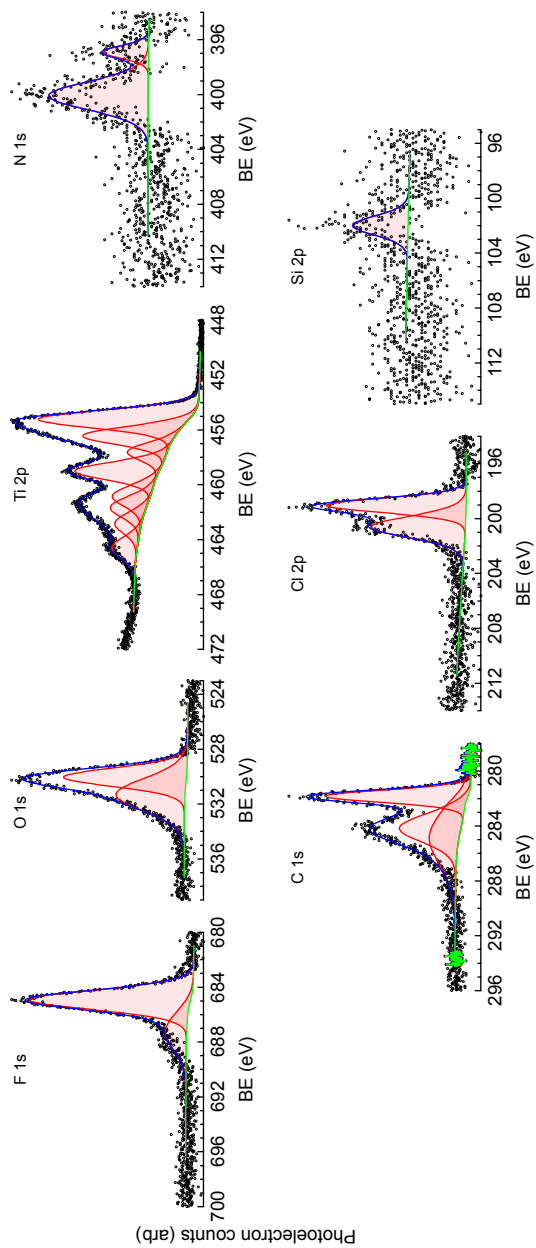 Photoelectron counts (arb)
F 1s
O 1s
Ti 2p
N 1s
700 696 692 688 684 680
536 532 528 524
472 468 464 460 456 452 448
412 408 404 400 396
BE (eV)
BE (eV)
BE (eV)
BE (eV)
C 1s
Cl 2p
Si 2p
296 292 288 284 280
212 208 204 200 196
112 108 104 100 96
BE (eV)
BE (eV)
BE (eV)